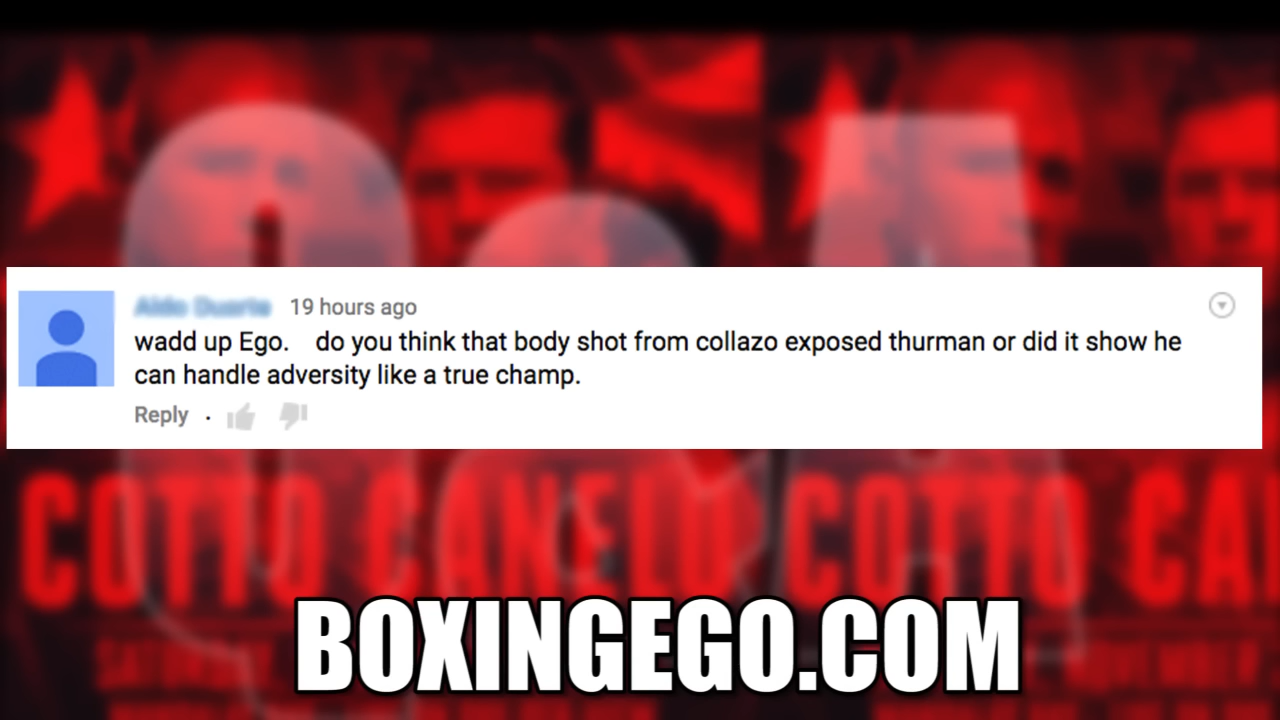 Q&A
19 hours ago
wadd up Ego. do you think that body shot from collazo exposed thurman or did it show he
can handle adversity like a true champ.
Reply ·
COTTO CANELO COTTO CA
BOXINGEGO.COM